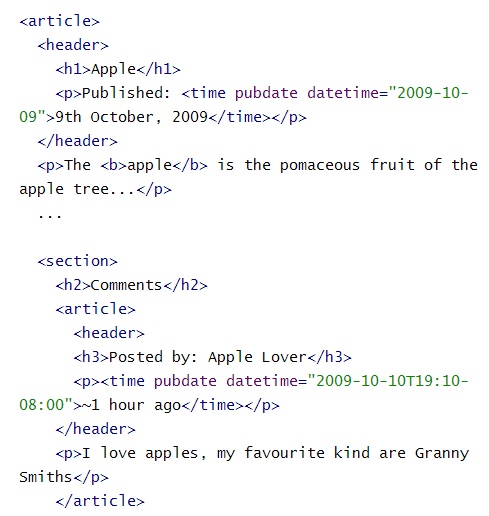 <article>
<header>
<h1>Apple</h1>
<p>Published: <time pubdate datetime="2009-10-
09">9th October, 2009</time></p>
</header>
<p>The <b>apple</b> is the pomaceous fruit of the
apple tree...</p>
...
<section>
<h2>Comments</h2>
<article>
<header>
<h3>Posted by: Apple Lover</h3>
<p><time pubdate datetime="2009-10-10T19:10-
08:00">~1 hour ago</time></p>
</header>
<p>I love apples, my favourite kind are Granny
Smiths</p>
</article>